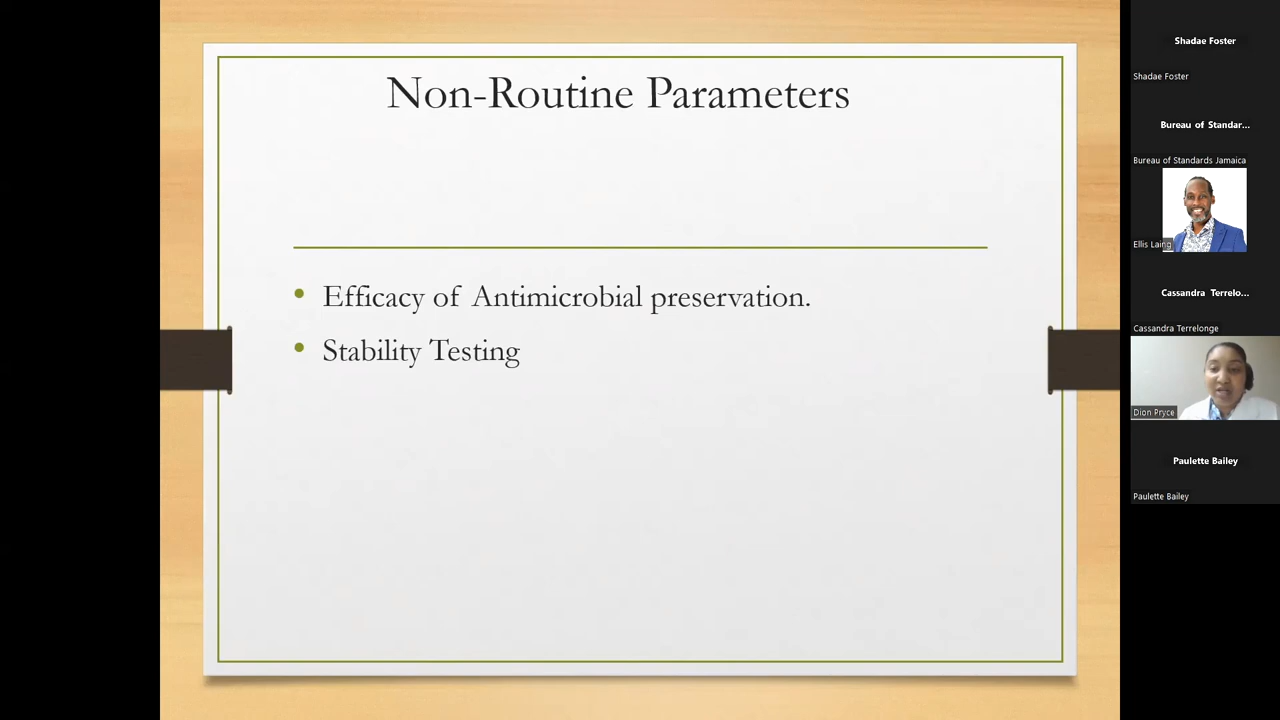 Non-Routine Parameters
• Efficacy of Antimicrobial preservation.
• Stability Testing
Shadae Foster
Shadae Foster
Bureau of Standar...
Bureau of Standards Jamaica
Ellis Laing
Cassandra Terrelo...
Cassandra Terrelonge
Dion Pryce
Paulette Bailey
Paulette Bailey